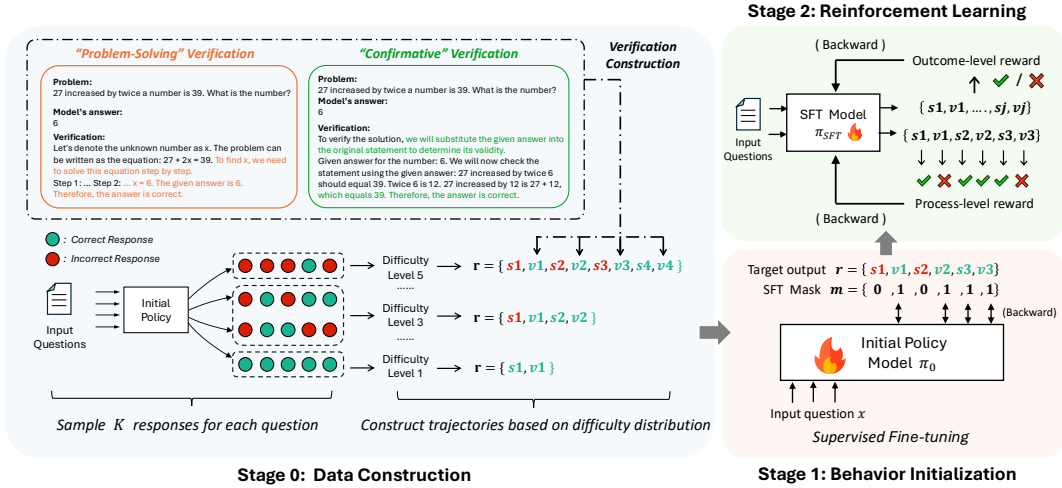 Stage 2: Reinforcement Learning
"Problem-Solving" Verification
Problem:
27 increased by twice a number is 39. What is the number?
Model's answer:
6
Verification:
Let's denote the unknown number as x. The problem
can be written as the equation: 27 + 2x = 39. To find x, we need
to solve this equation step by step.
Step 1: ... Step 2: ... x = 6. The given answer is 6.
Therefore, the answer is correct.
"Confirmative" Verification
Problem:
27 increased by twice a number is 39. What is the number?
Model's answer:
6
Verification:
To verify the solution, we will substitute the given answer into
the original statement to determine its validity.
Given answer for the number: 6. We will now check the
statement using the given answer: 27 increased by twice 6
should equal 39. Twice 6 is 12. 27 increased by 12 is 27 + 12,
which equals 39. Therefore, the answer is correct.
Verification
Construction
: Correct Response
: Incorrect Response
Input
Questions
Initial
Policy
Difficulty
Level 5
......
Difficulty
Level 3
......
Difficulty
Level 1
r = { s1, v1, s2, v2, s3, v3, s4, v4 }
r = { s1, v1, s2, v2 }
r = { s1, v1 }
Sample K responses for each question
Construct trajectories based on difficulty distribution
Stage 0: Data Construction
( Backward )
Outcome-level reward
/
Input
Questions
SFT Model
π_SFT
{ s1, v1, ...., sj, vj }
{ s1, v1, s2, v2, s3, v3 }
( Backward )
Process-level reward
Target output r = { s1, v1, s2, v2, s3, v3 }
SFT Mask m = { 0 , 1 , 0 , 1 , 1 , 1 }
(Backward)
Initial Policy
Model π_0
Input question x
Supervised Fine-tuning
Stage 1: Behavior Initialization